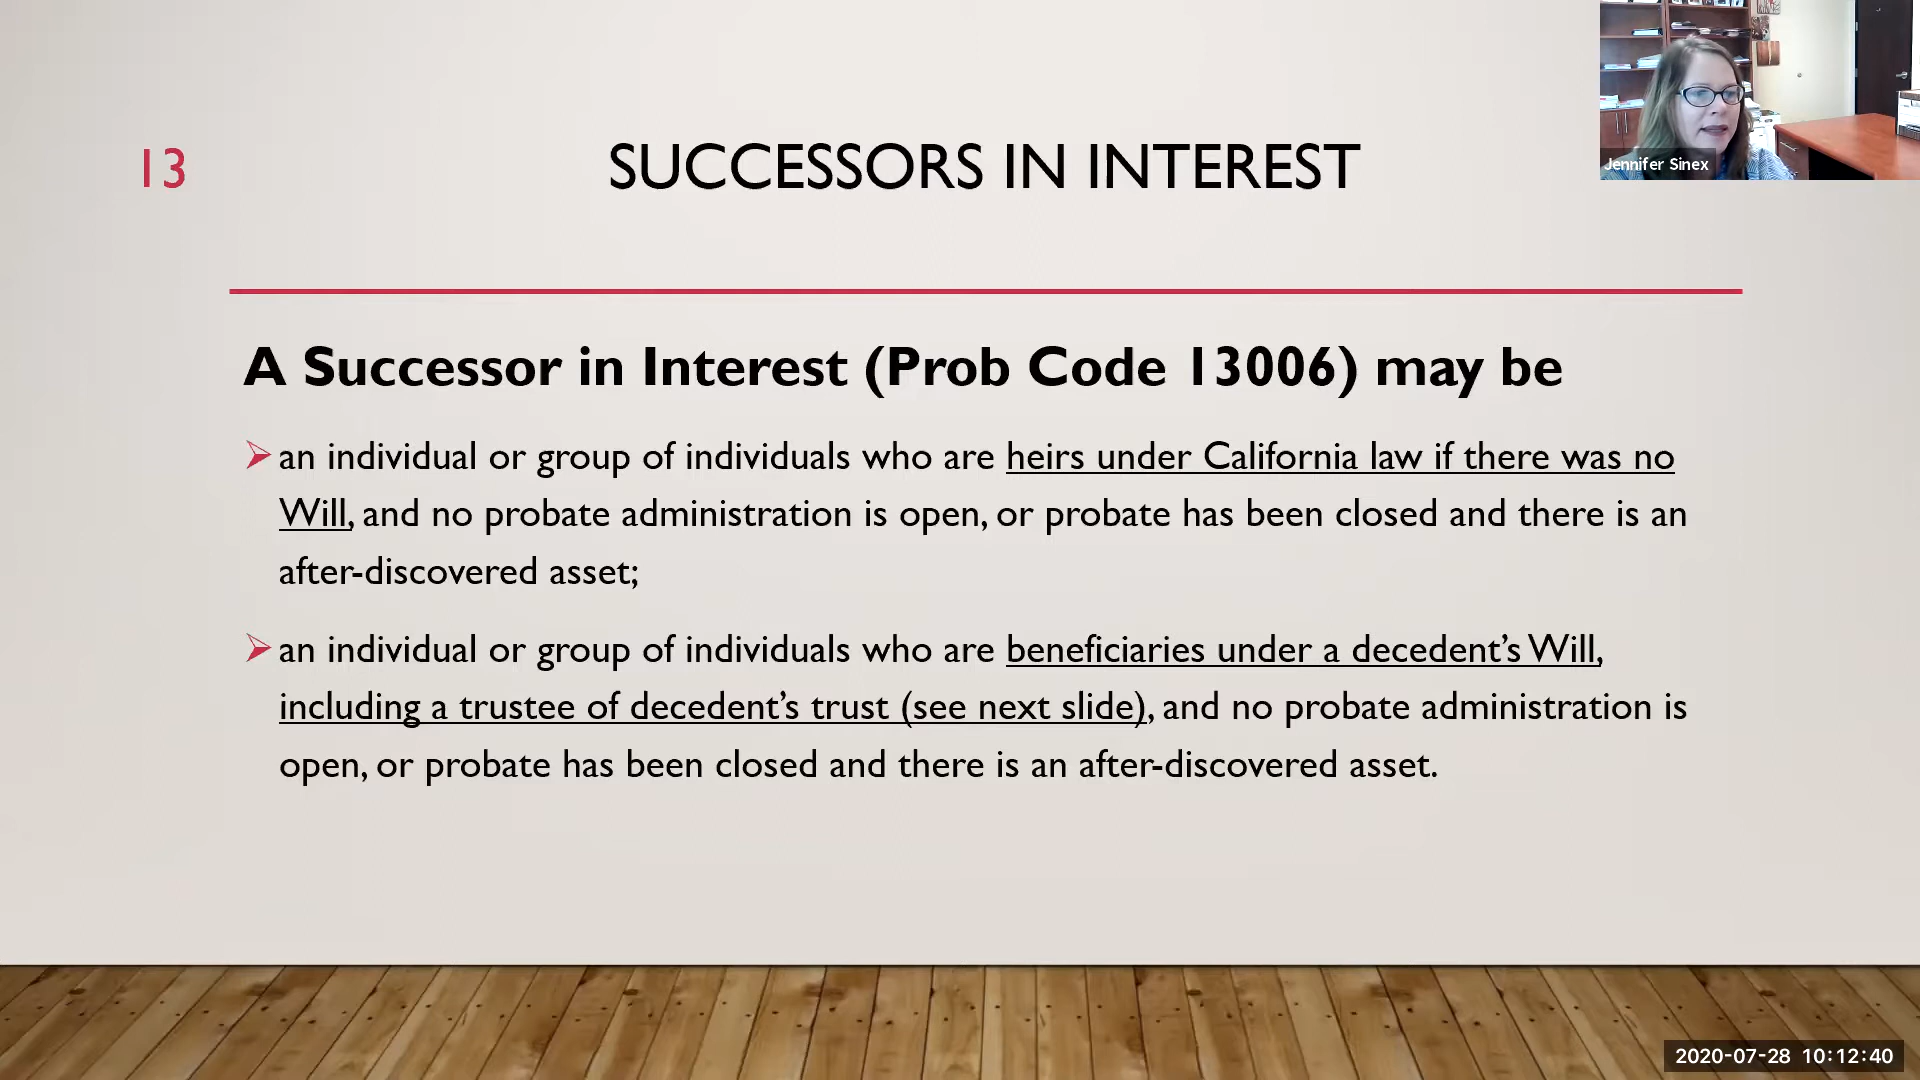 13
SUCCESSORS IN INTEREST
Jennifer Sinex
A Successor in Interest (Prob Code 13006) may be
➢ an individual or group of individuals who are heirs under California law if there was no
Will, and no probate administration is open, or probate has been closed and there is an
after-discovered asset;
➢ an individual or group of individuals who are beneficiaries under a decedent’s Will,
including a trustee of decedent’s trust (see next slide), and no probate administration is
open, or probate has been closed and there is an after-discovered asset.
2020-07-28 10:12:40